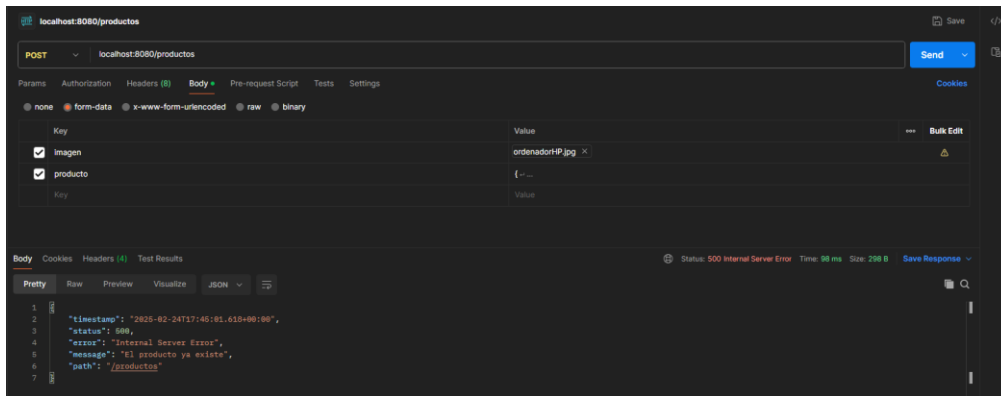 localhost:8080/productos Save
POST localhost:8080/productos Send
Params Authorization Headers (8) Body Pre-request Script Tests Settings Cookies
none form-data x-www-form-urlencoded raw binary
Key Value ooo Bulk Edit
imagen ordenadorHP.jpg ×
producto { ↵ ...
Key Value
Body Cookies Headers (4) Test Results Status: 500 Internal Server Error Time: 98 ms Size: 298 B Save Response
Pretty Raw Preview Visualize JSON
1 {
2 "timestamp": "2025-02-24T17:45:01.618+00:00",
3 "status": 500,
4 "error": "Internal Server Error",
5 "message": "El producto ya existe",
6 "path": "/productos"
7 }